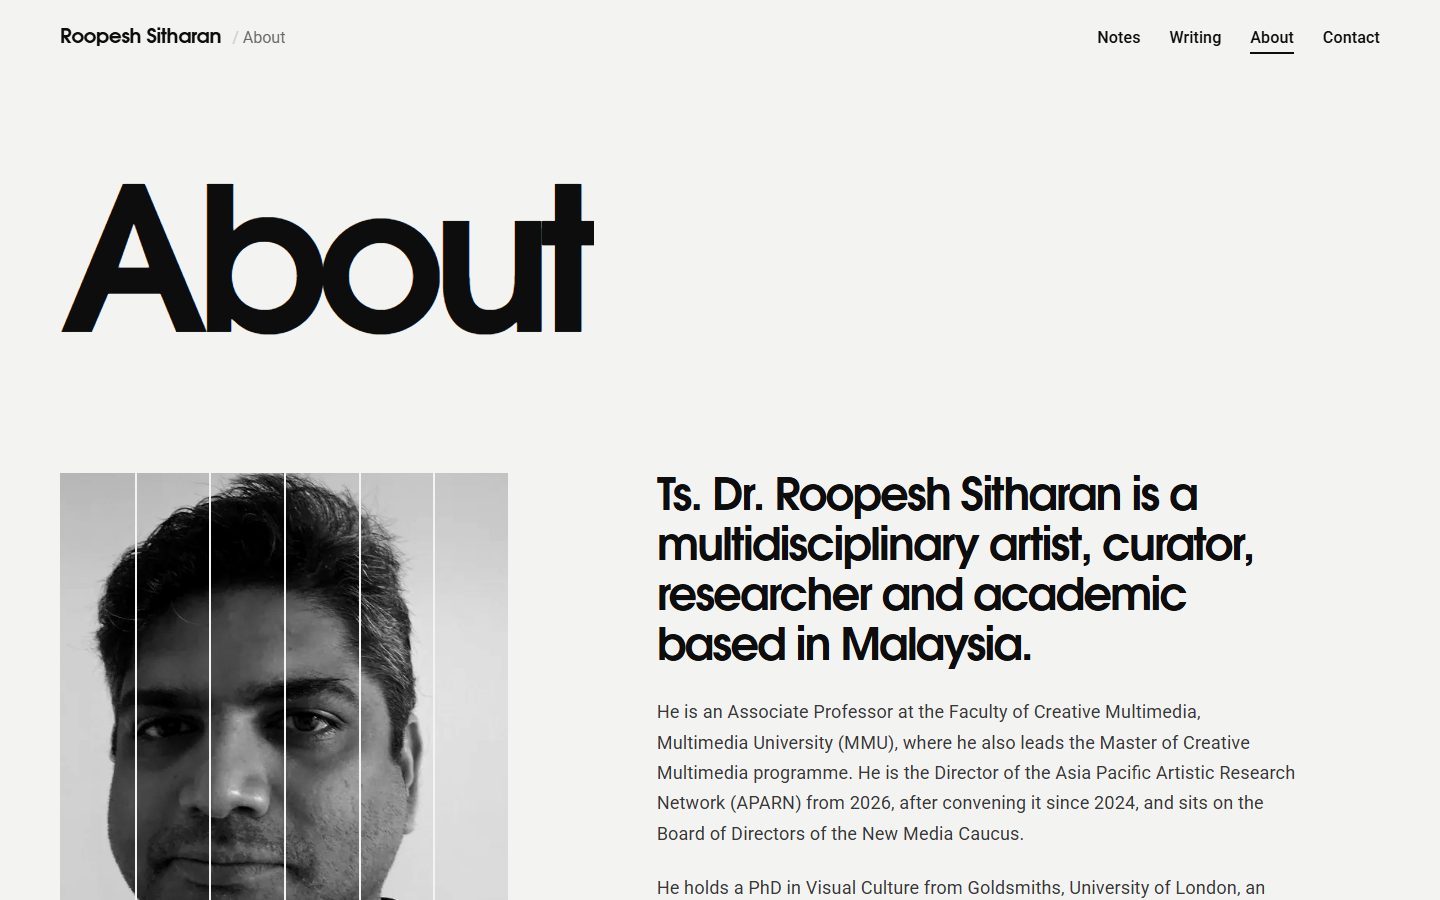 Roopesh Sitharan / About
Notes Writing About Contact
About
Ts. Dr. Roopesh Sitharan is a
multidisciplinary artist, curator,
researcher and academic
based in Malaysia.
He is an Associate Professor at the Faculty of Creative Multimedia,
Multimedia University (MMU), where he also leads the Master of Creative
Multimedia programme. He is the Director of the Asia Pacific Artistic Research
Network (APARN) from 2026, after convening it since 2024, and sits on the
Board of Directors of the New Media Caucus.
He holds a PhD in Visual Culture from Goldsmiths, University of London, an